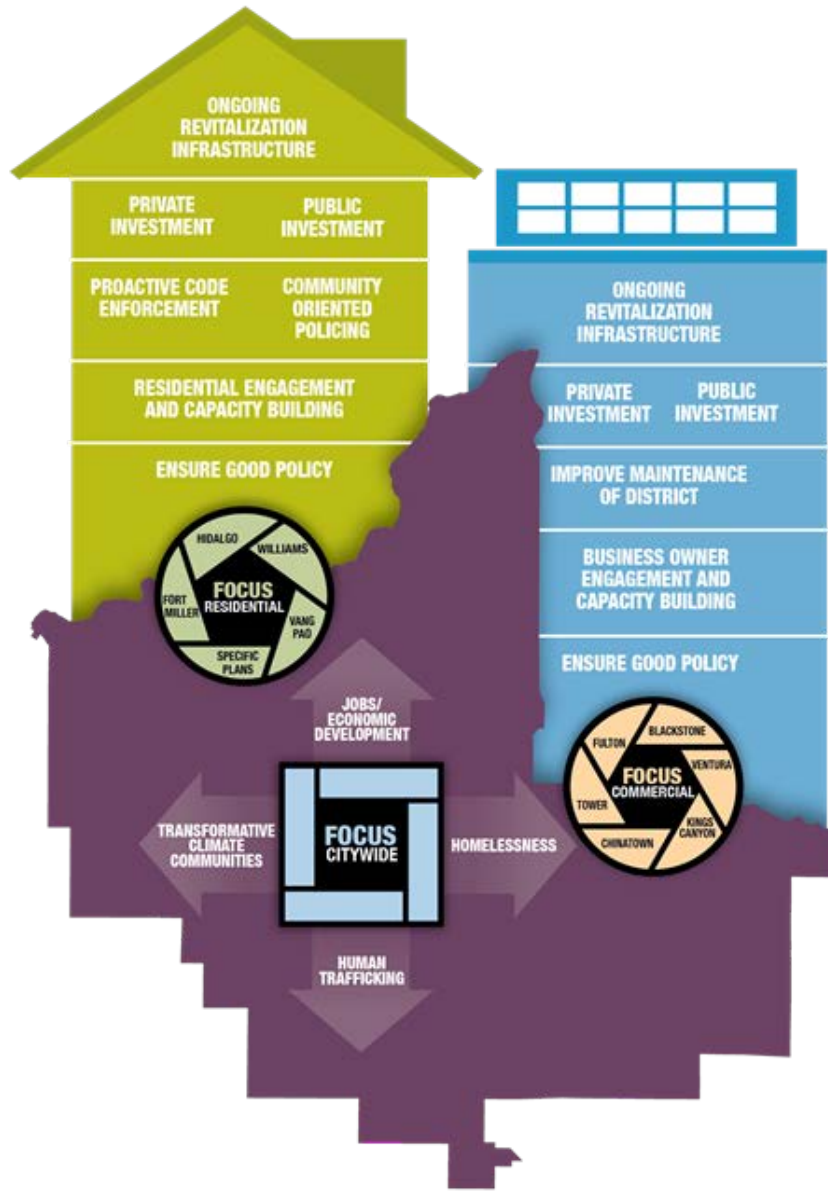 ONGOING
REVITALIZATION
INFRASTRUCTURE
PRIVATE
INVESTMENT
PUBLIC
INVESTMENT
PROACTIVE CODE
ENFORCEMENT
COMMUNITY
ORIENTED
POLICING
RESIDENTIAL ENGAGEMENT
AND CAPACITY BUILDING
ENSURE GOOD POLICY
HIDALGO
WILLIAMS
FORT
MILLER
FOCUS
RESIDENTIAL
VANG
PAO
SPECIFIC
PLANS
ONGOING
REVITALIZATION
INFRASTRUCTURE
PRIVATE
INVESTMENT
PUBLIC
INVESTMENT
IMPROVE MAINTENANCE
OF DISTRICT
BUSINESS OWNER
ENGAGEMENT AND
CAPACITY BUILDING
ENSURE GOOD POLICY
FULTON
BLACKSTONE
VENTURA
FOCUS
COMMERCIAL
TOWER
KINGS
CANYON
CHINATOWN
JOBS/
ECONOMIC
DEVELOPMENT
TRANSFORMATIVE
CLIMATE
COMMUNITIES
FOCUS
CITYWIDE
HOMELESSNESS
HUMAN
TRAFFICKING